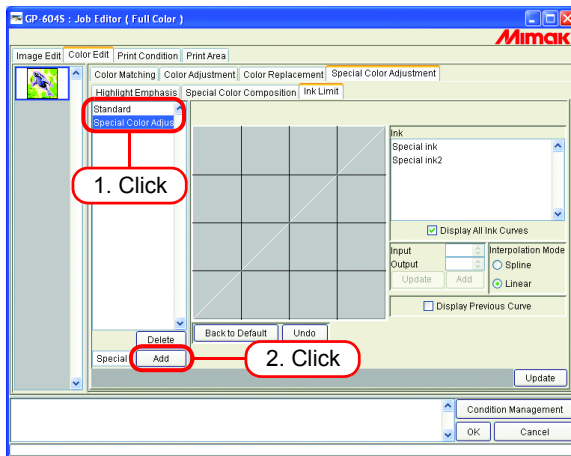 GP-604S : Job Editor ( Full Color )
Mimaki
Image Edit Color Edit Print Condition Print Area
Color Matching Color Adjustment Color Replacement Special Color Adjustment
Highlight Emphasis Special Color Composition Ink Limit
Standard
Special Color Adjus
1. Click
Ink
Special ink
Special ink2
Display All Ink Curves
Input
Output
Update Add
Interpolation Mode
Spline
Linear
Display Previous Curve
Back to Default Undo
Delete
Special Add
2. Click
Update
Condition Management
OK Cancel